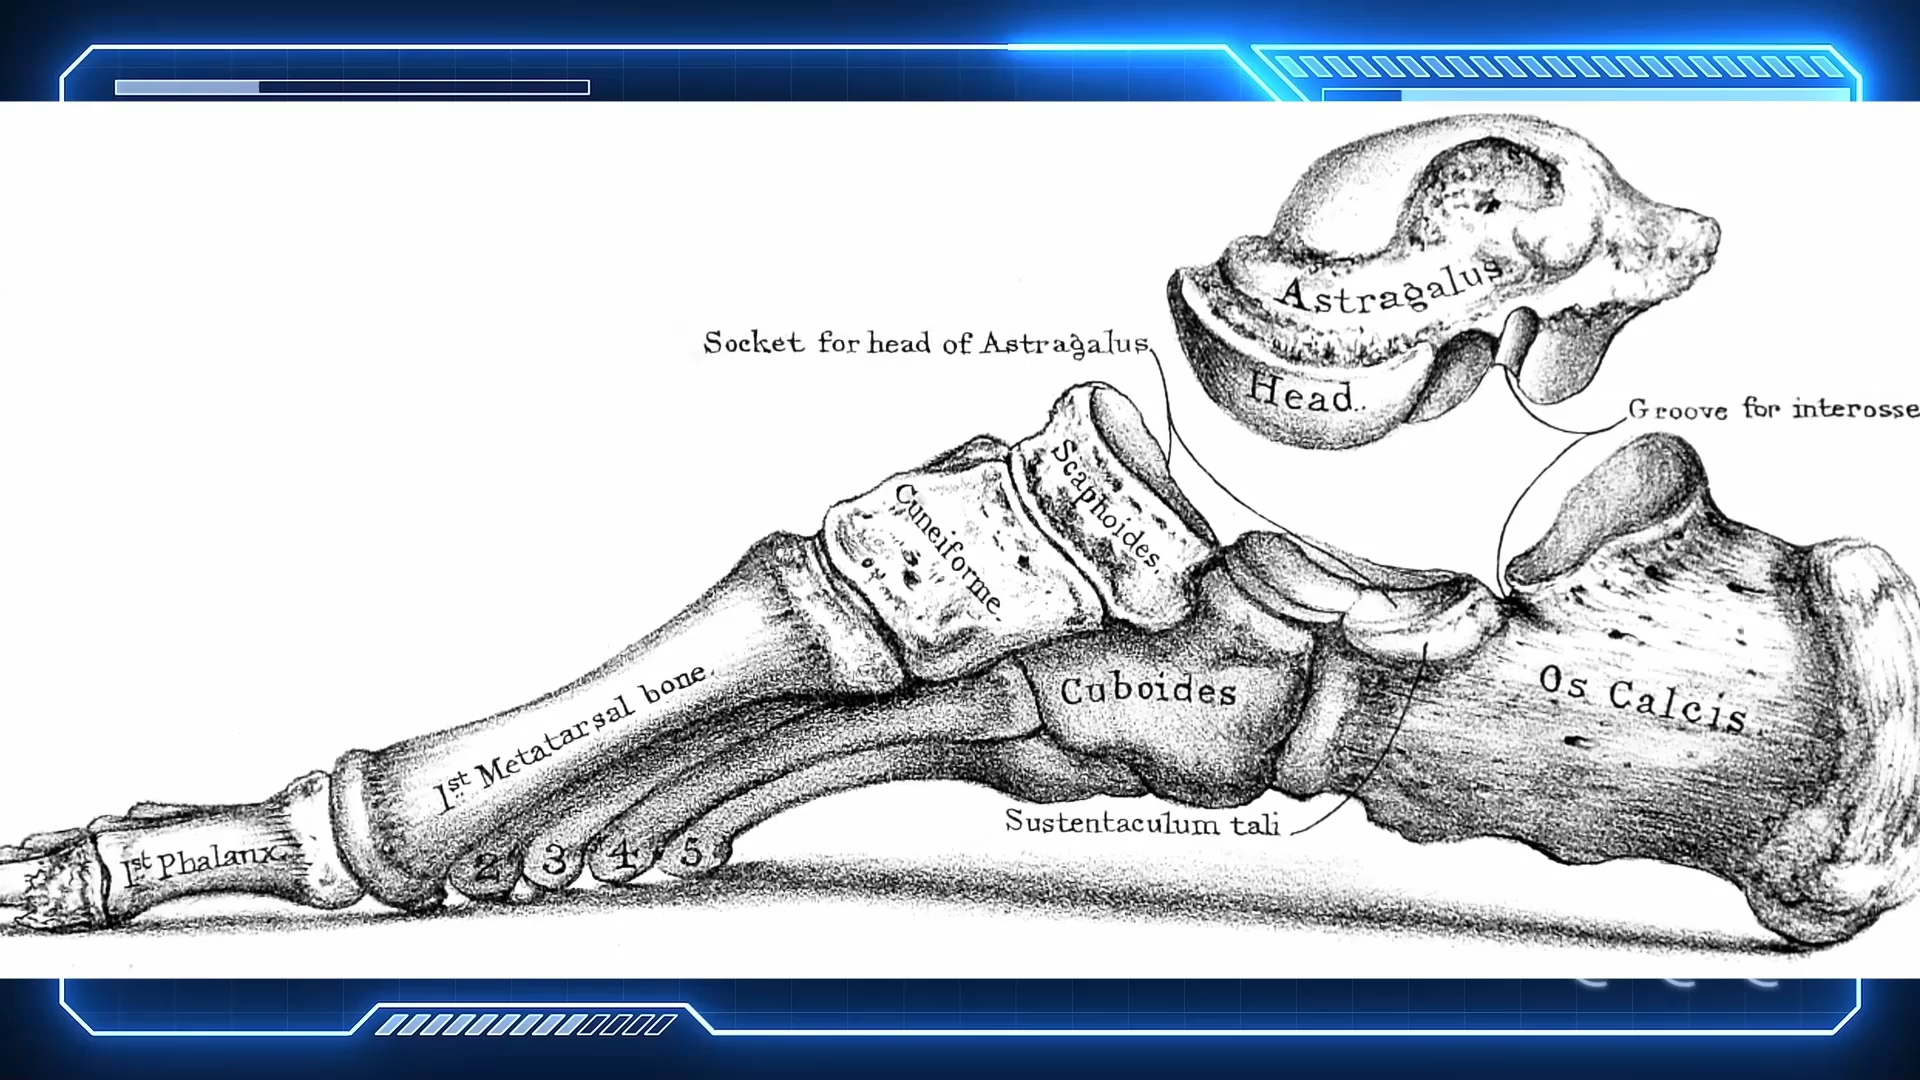 Astragalus.
Socket for head of Astragalus.
Head..
Groove for interosse
Scaphoides.
Cuneiforme.
Os Calcis.
Cuboides
1st Metatarsal bone.
Sustentaculum tali
1st Phalanx.
2 3 4 5